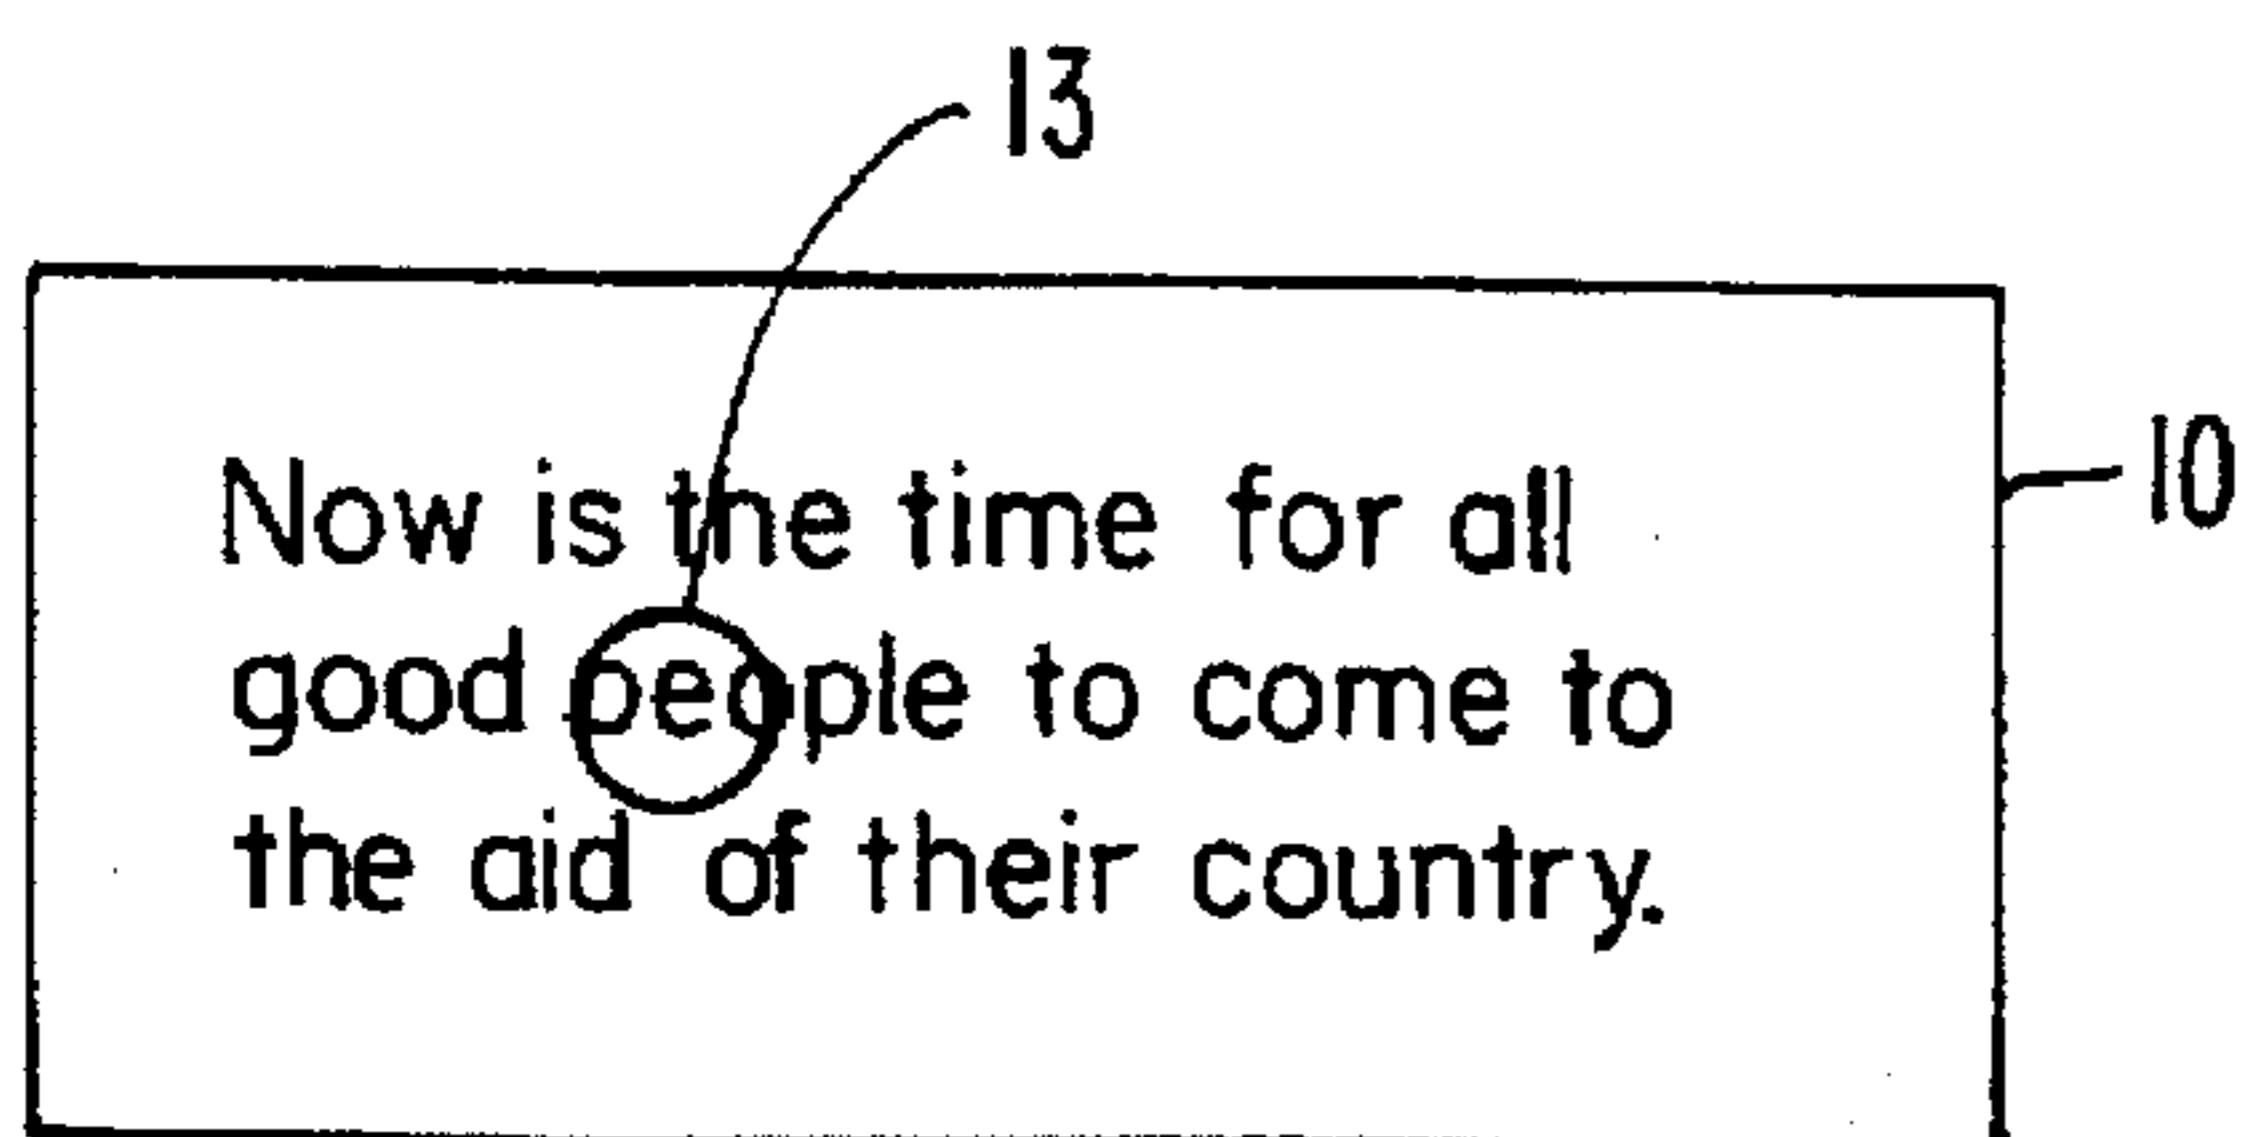 13
10
Now is the time for all
good people to come to
the aid of their country.